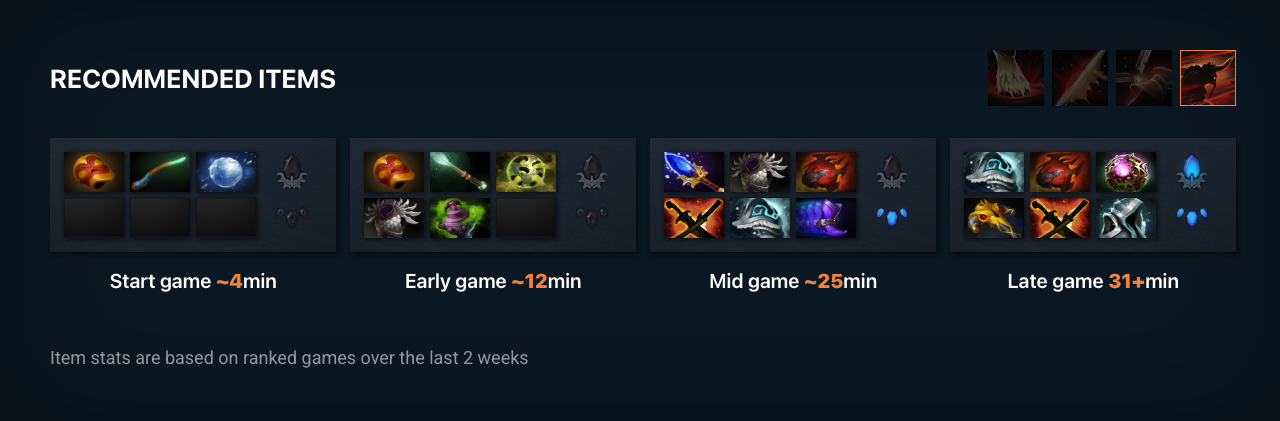 RECOMMENDED ITEMS
Start game ~4min
Early game ~12min
Mid game ~25min
Late game 31+min
Item stats are based on ranked games over the last 2 weeks